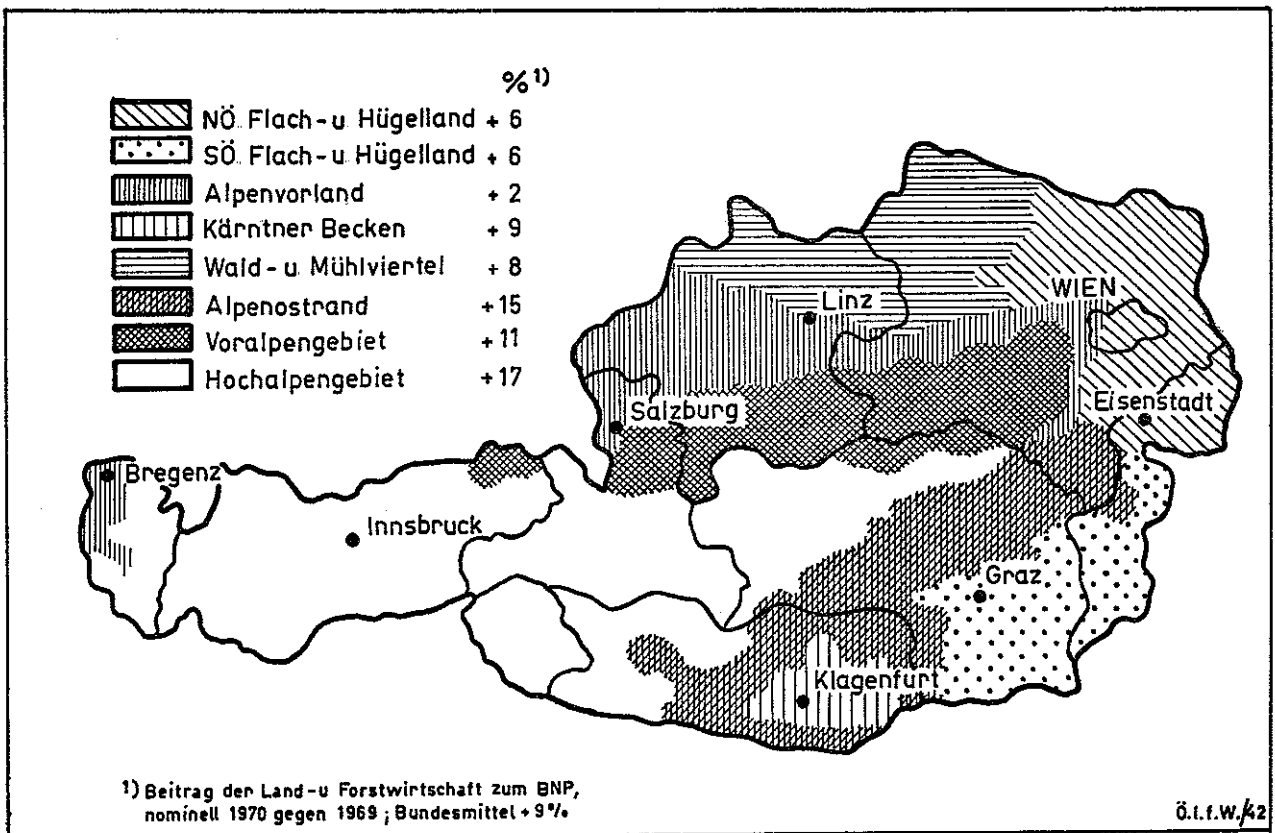 % 1)
NÖ. Flach- u. Hügelland + 6
SÖ. Flach- u. Hügelland + 6
Alpenvorland + 2
Kärntner Becken + 9
Wald- u. Mühlviertel + 8
Alpenostrand +15
Voralpengebiet +11
Hochalpengebiet +17
WIEN
Linz
Eisenstadt
Salzburg
Bregenz
Innsbruck
Graz
Klagenfurt
1) Beitrag der Land-u Forstwirtschaft zum BNP,
nominell 1970 gegen 1969 ; Bundesmittel + 9%
Ö.I.f.W./42